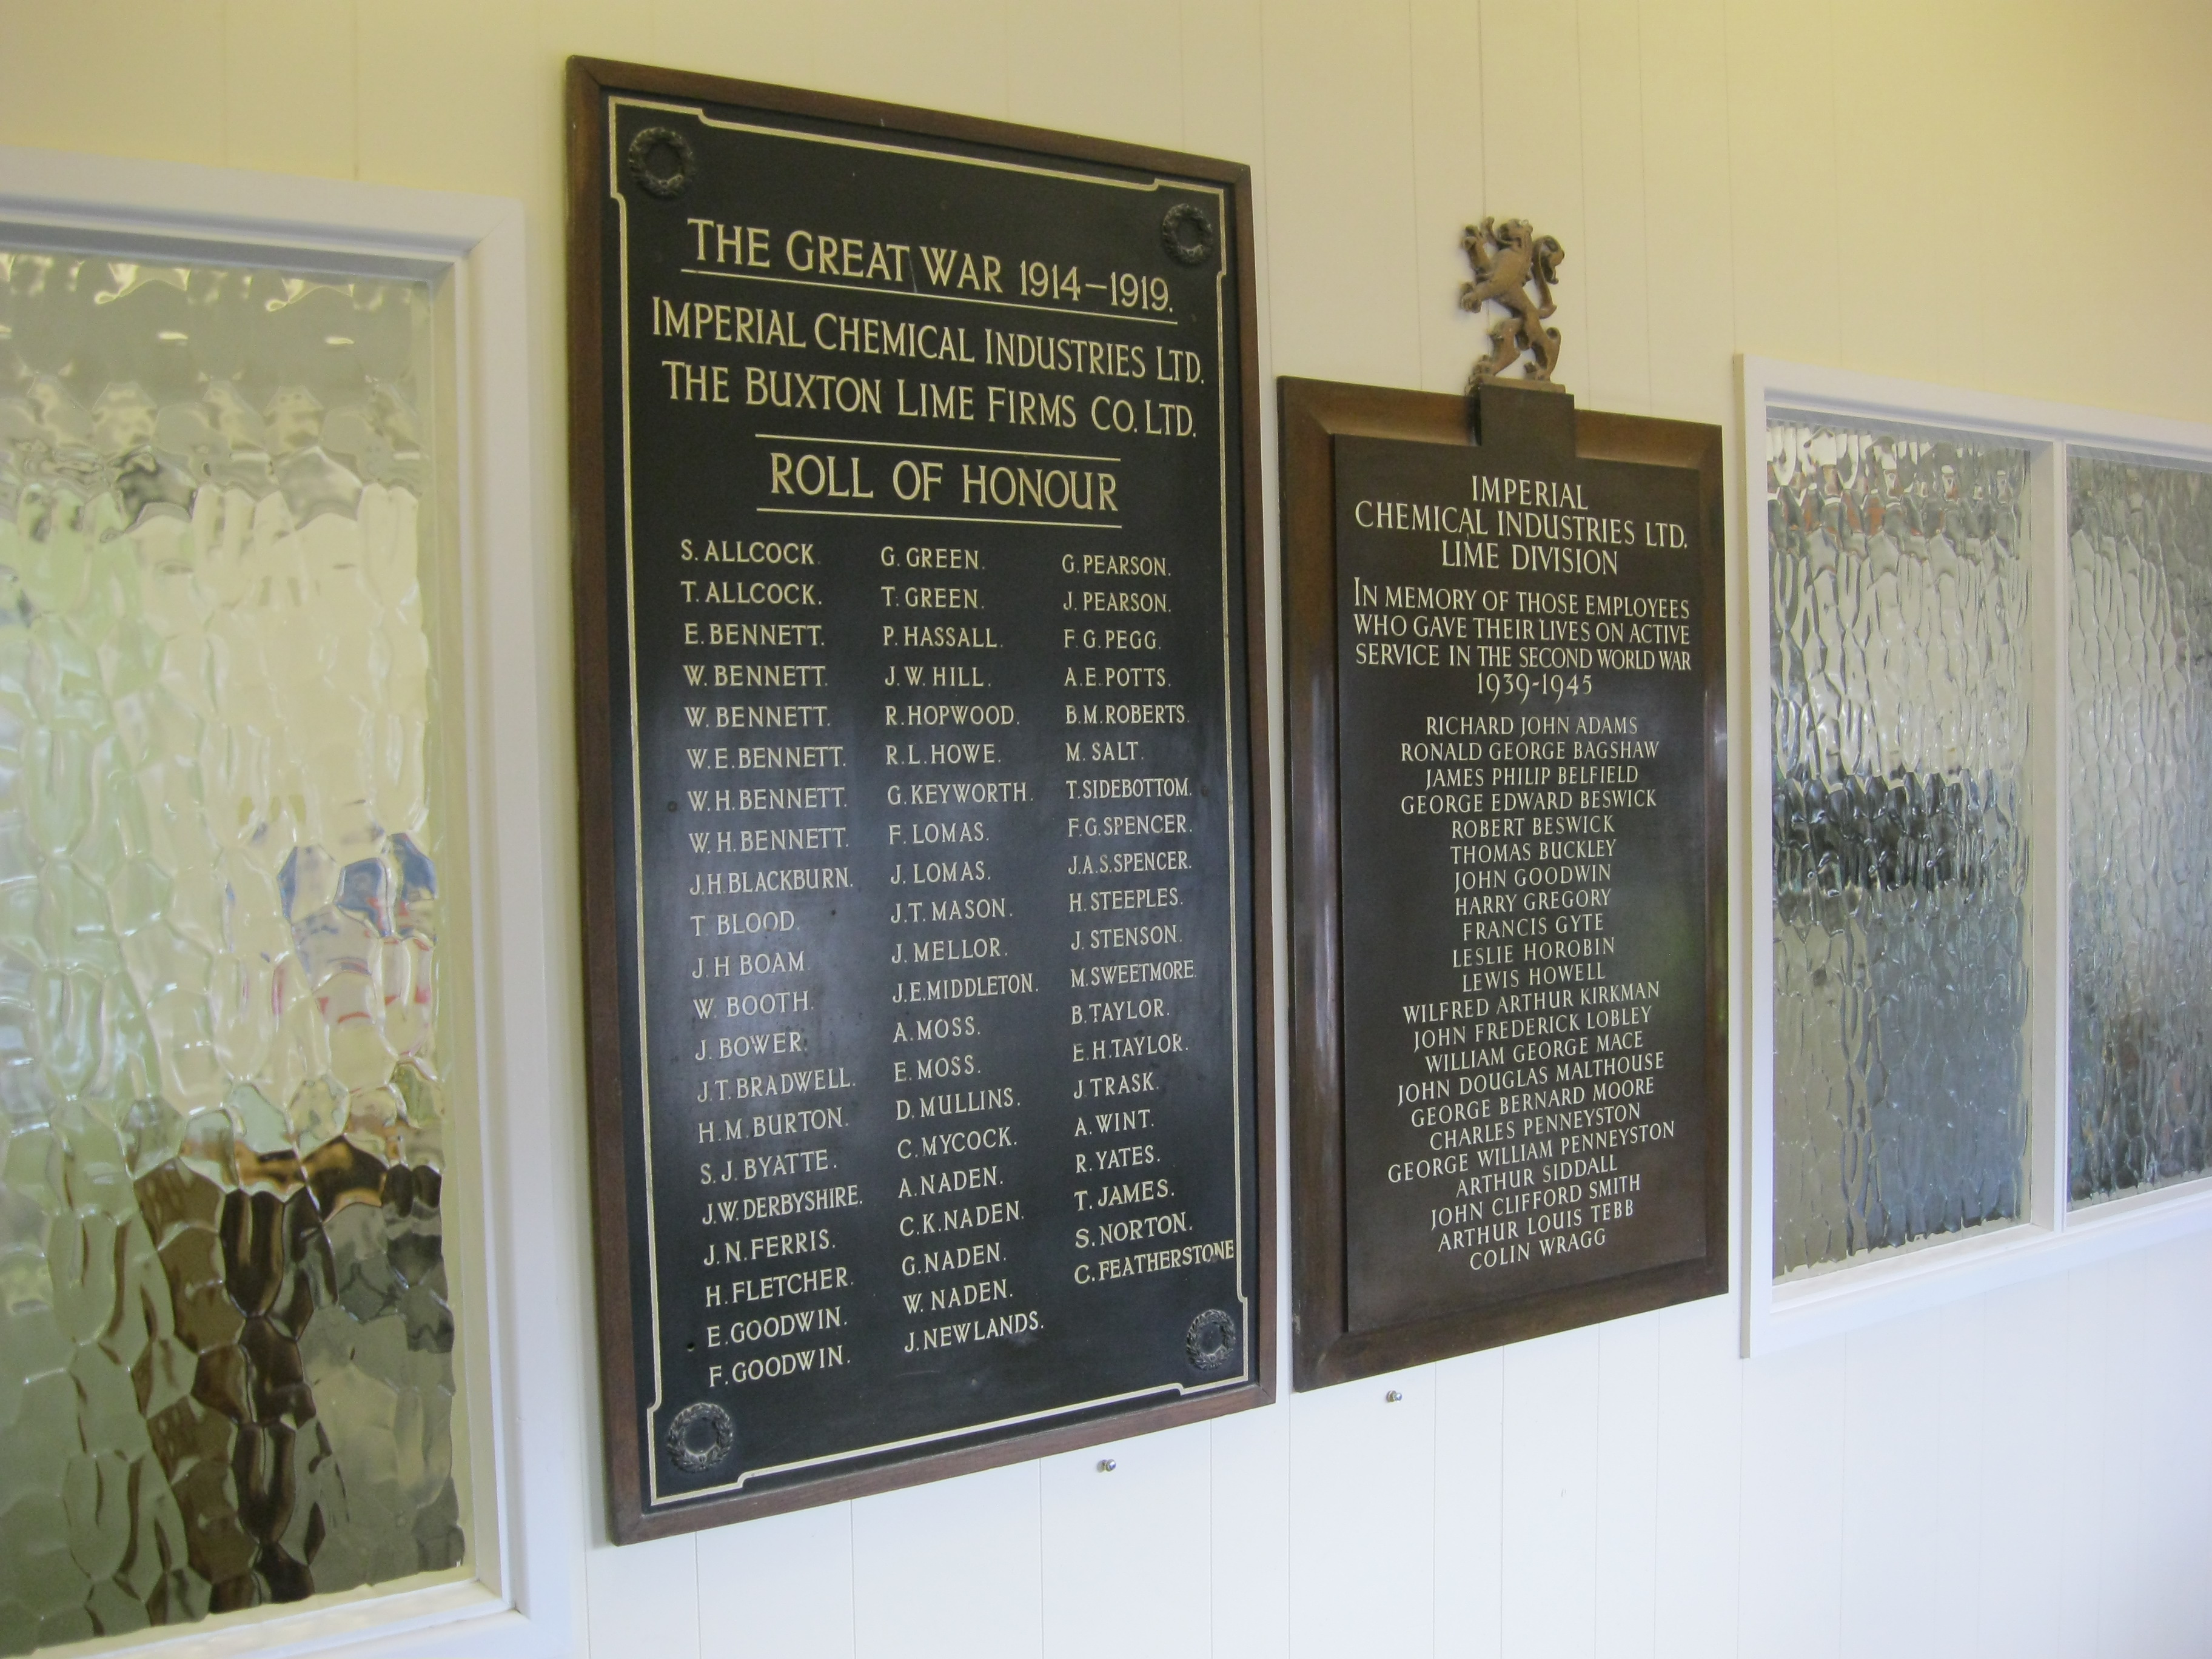 THE GREAT WAR 1914–1919.
IMPERIAL CHEMICAL INDUSTRIES LTD.
THE BUXTON LIME FIRMS CO. LTD.
ROLL OF HONOUR
S. ALLCOCK.
T. ALLCOCK.
E. BENNETT.
W. BENNETT.
W. BENNETT.
W. E. BENNETT.
W. H. BENNETT.
W. H. BENNETT.
J. H. BLACKBURN.
T. BLOOD.
J. H BOAM.
W. BOOTH.
J. BOWER.
J. T. BRADWELL.
H. M. BURTON.
S. J. BYATTE.
J. W. DERBYSHIRE.
J. N. FERRIS.
H. FLETCHER.
E. GOODWIN.
F. GOODWIN.
G. GREEN.
T. GREEN.
P. HASSALL.
J. W. HILL.
R. HOPWOOD.
R. L. HOWE.
G. KEYWORTH.
F. LOMAS.
J. LOMAS.
J. T. MASON.
J. MELLOR.
J. E. MIDDLETON.
A. MOSS.
E. MOSS.
D. MULLINS.
C. MYCOCK.
A. NADEN.
C. K. NADEN.
G. NADEN.
W. NADEN.
J. NEWLANDS.
G. PEARSON.
J. PEARSON.
F. G. PEGG.
A. E. POTTS.
B. M. ROBERTS.
M. SALT.
T. SIDEBOTTOM.
F. G. SPENCER.
J. A. S. SPENCER.
H. STEEPLES.
J. STENSON.
M. SWEETMORE.
B. TAYLOR.
E. H. TAYLOR.
J. TRASK.
A. WINT.
R. YATES.
T. JAMES.
S. NORTON.
C. FEATHERSTONE
IMPERIAL
CHEMICAL INDUSTRIES LTD.
LIME DIVISION
IN MEMORY OF THOSE EMPLOYEES
WHO GAVE THEIR LIVES ON ACTIVE
SERVICE IN THE SECOND WORLD WAR
1939-1945
RICHARD JOHN ADAMS
RONALD GEORGE BAGSHAW
JAMES PHILIP BELFIELD
GEORGE EDWARD BESWICK
ROBERT BESWICK
THOMAS BUCKLEY
JOHN GOODWIN
HARRY GREGORY
FRANCIS GYTE
LESLIE HOROBIN
LEWIS HOWELL
WILFRED ARTHUR KIRKMAN
JOHN FREDERICK LOBLEY
WILLIAM GEORGE MACE
JOHN DOUGLAS MALTHOUSE
GEORGE BERNARD MOORE
CHARLES PENNEYSTON
GEORGE WILLIAM PENNEYSTON
ARTHUR SIDDALL
JOHN CLIFFORD SMITH
ARTHUR LOUIS TEBB
COLIN WRAGG